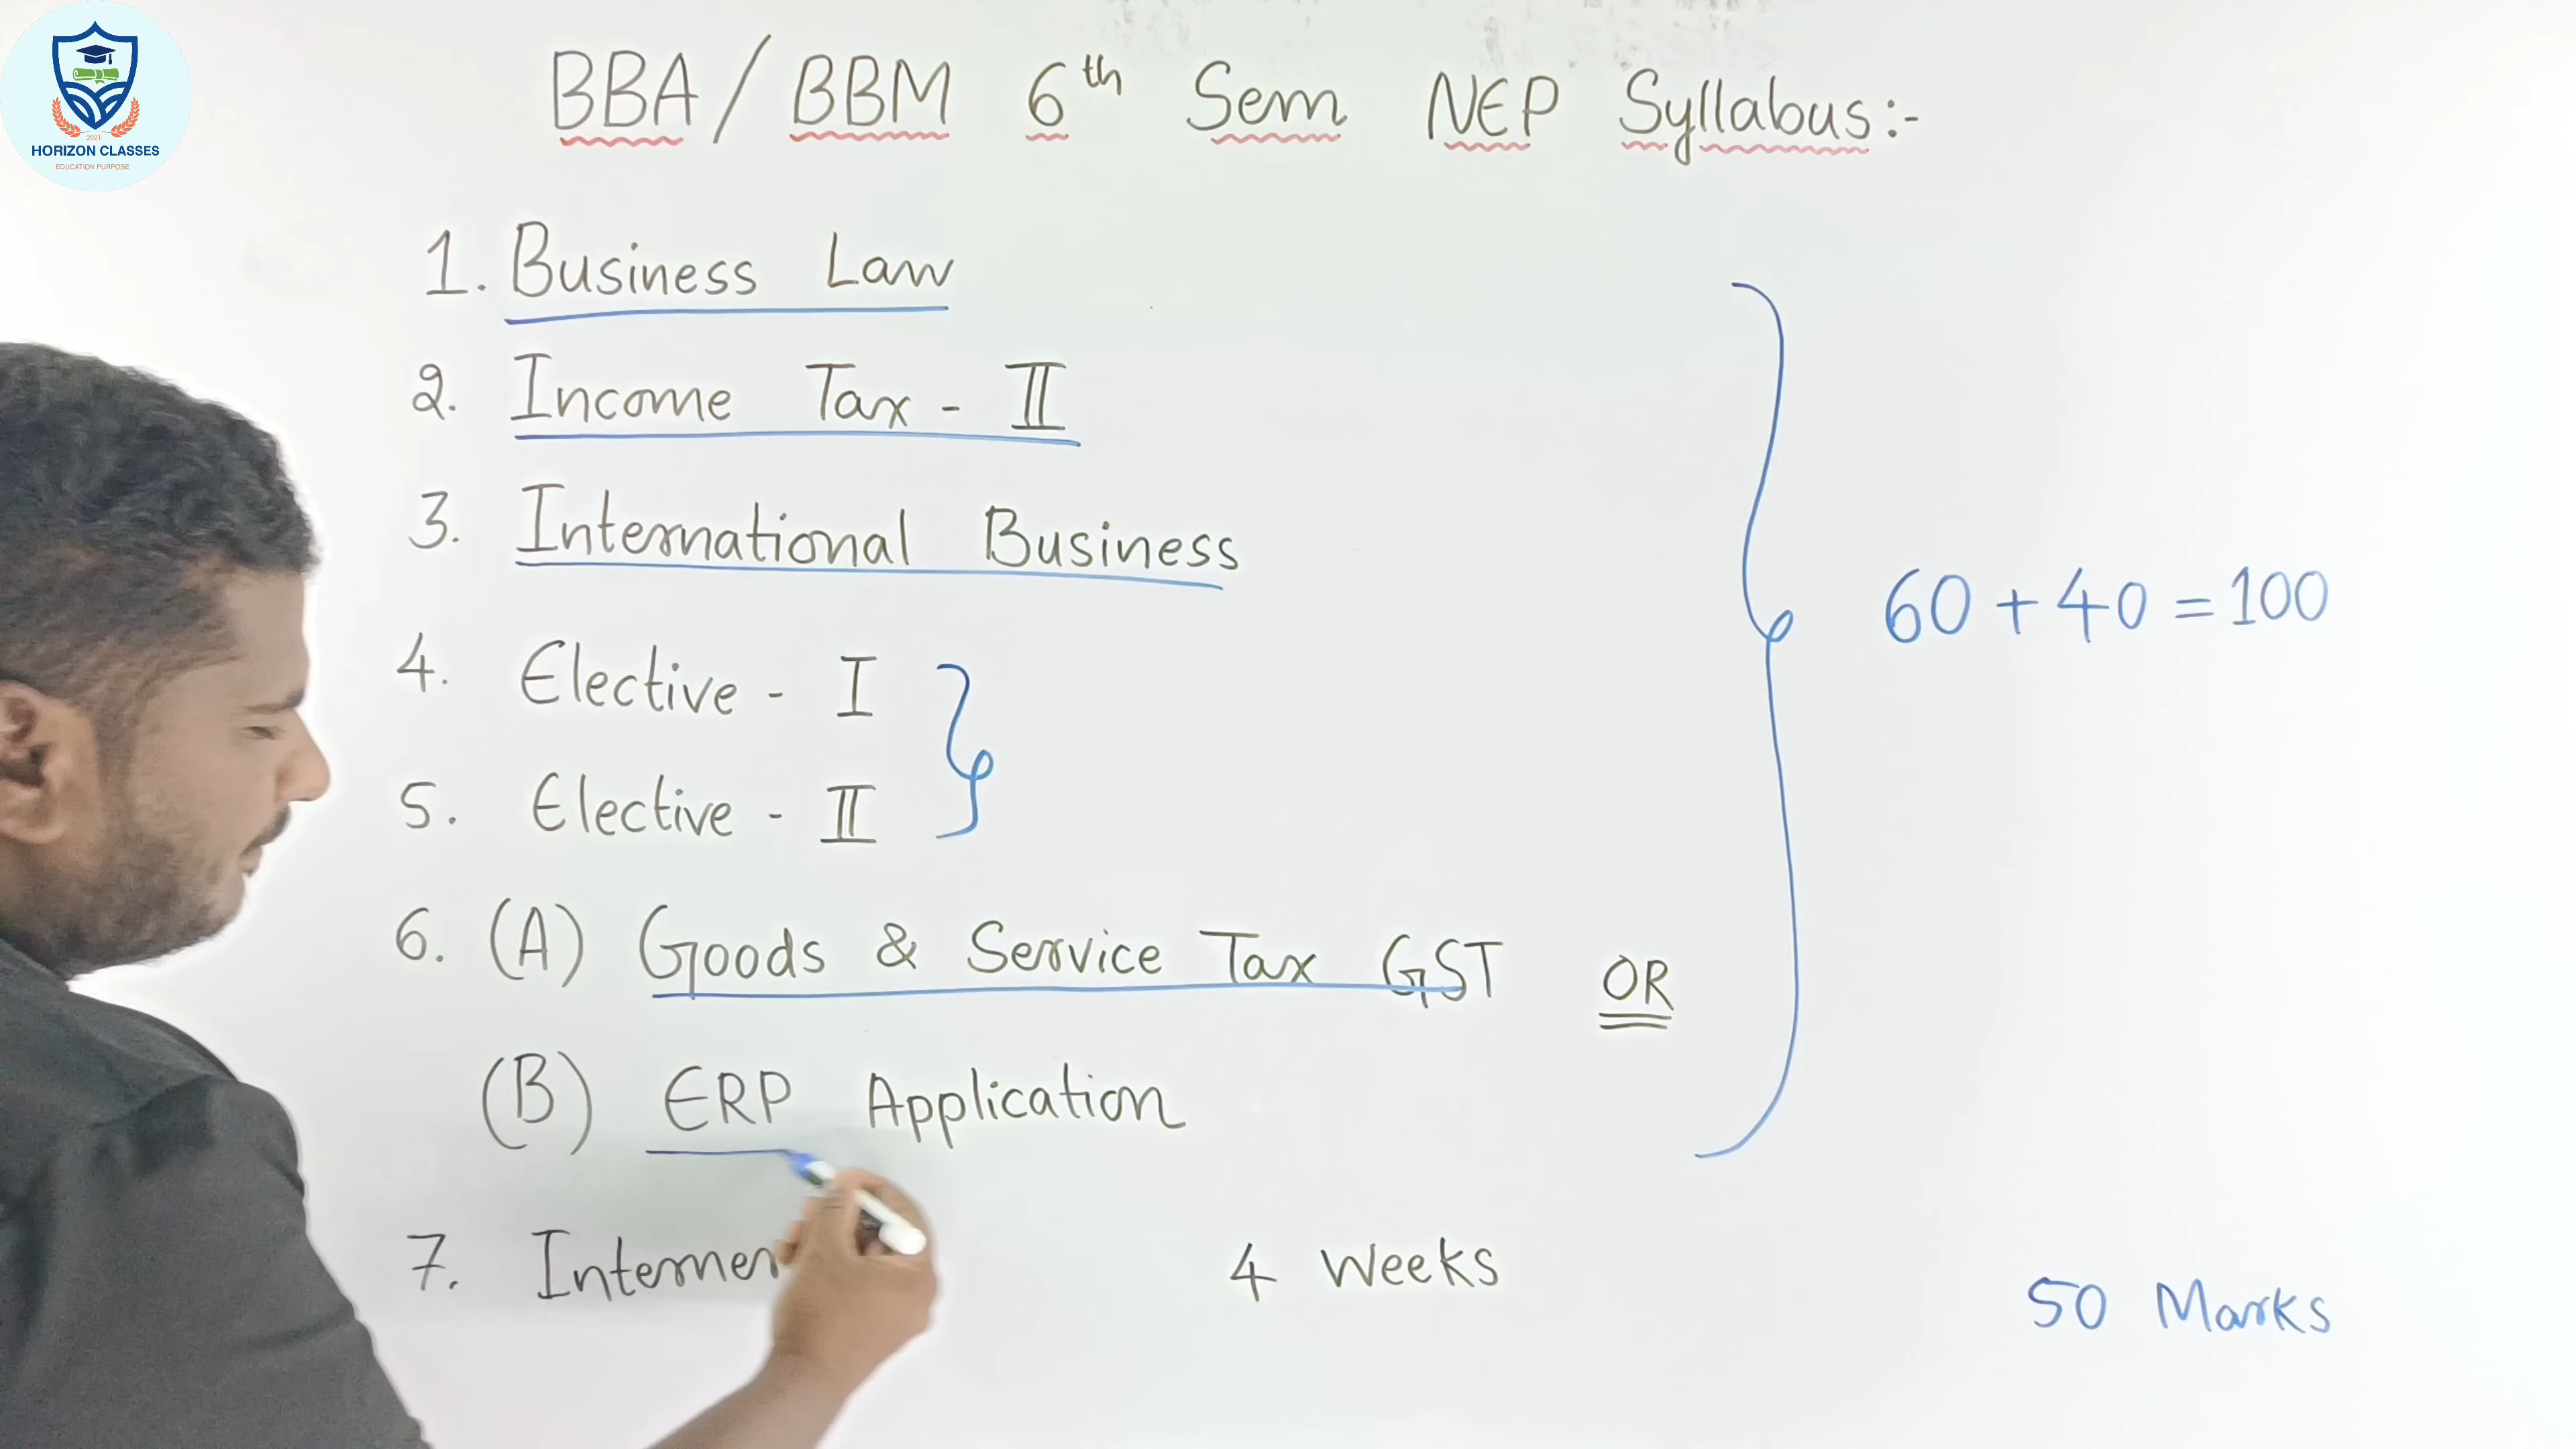 2021
HORIZON CLASSES
EDUCATION PURPOSE
BBA / BBM 6th Sem NEP Syllabus:-
1. Business Law
2. Income Tax - II
3. International Business
4. Elective - I
5. Elective - II
60 + 40 = 100
6. (A) Goods & Service Tax GST OR
(B) ERP Application
7. 4 Weeks
50 Marks